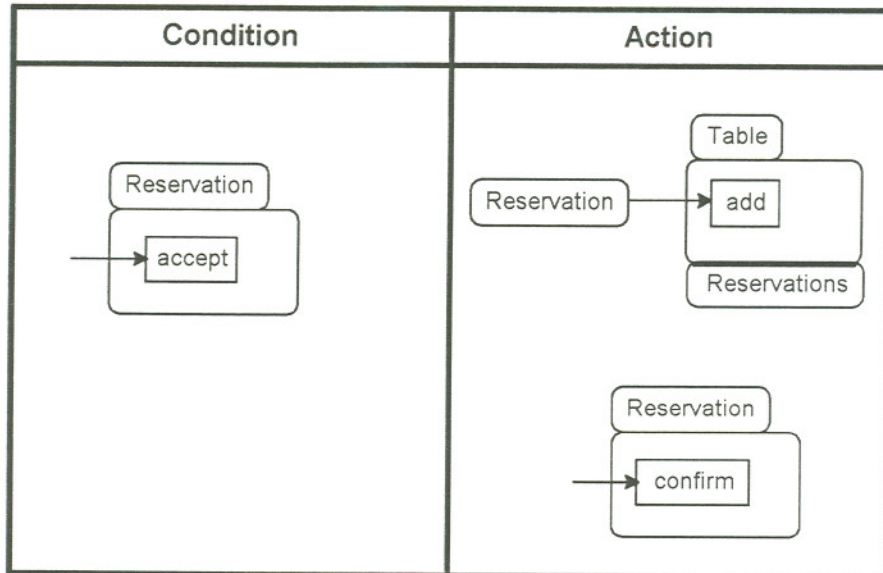 Condition
Action
Reservation
accept
Table
Reservation
add
Reservations
Reservation
confirm